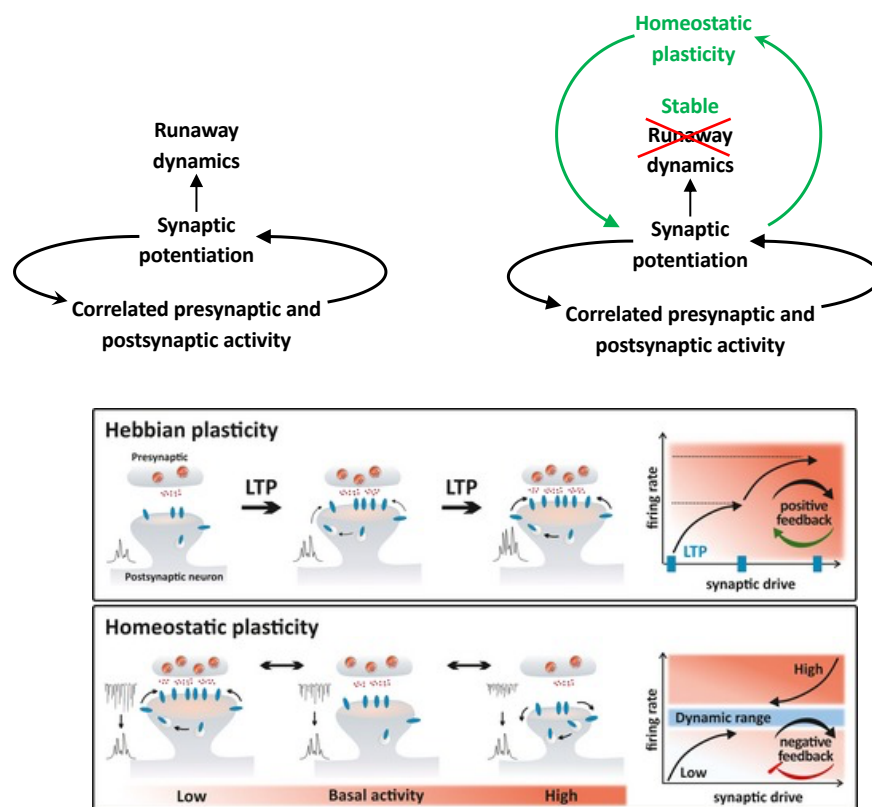 Runaway
dynamics
Synaptic
potentiation
Correlated presynaptic and
postsynaptic activity
Homeostatic
plasticity
Stable
Runaway
dynamics
Synaptic
potentiation
Correlated presynaptic and
postsynaptic activity
Hebbian plasticity
Presynaptic
LTP
LTP
Postsynaptic neuron
firing rate
positive
feedback
LTP
synaptic drive
Homeostatic plasticity
Low
Basal activity
High
firing rate
High
Dynamic range
negative
feedback
Low
synaptic drive